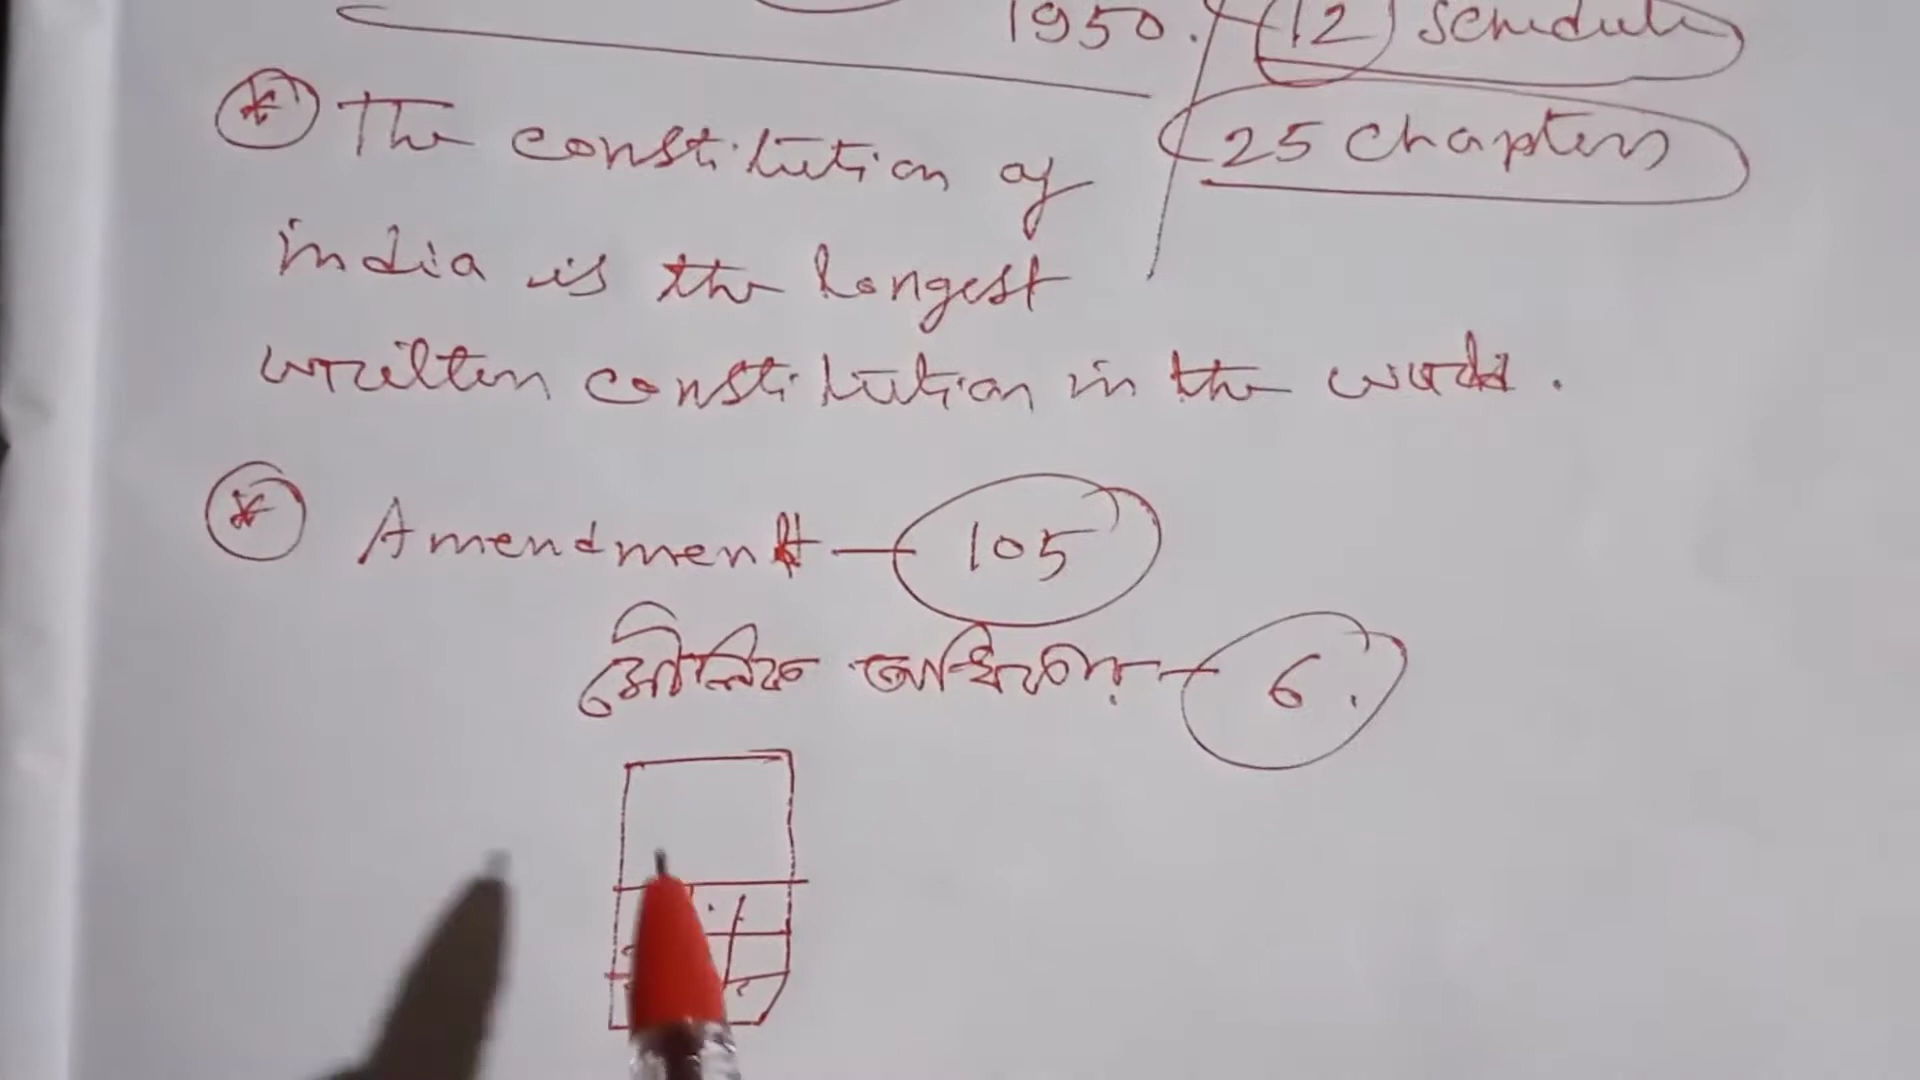 1950. (12) Schedule
25 Chapters
* The constitution of
india is the longest
written constitution in the world.
* Amendment — 105
মৌলিক অধিকার — 6.